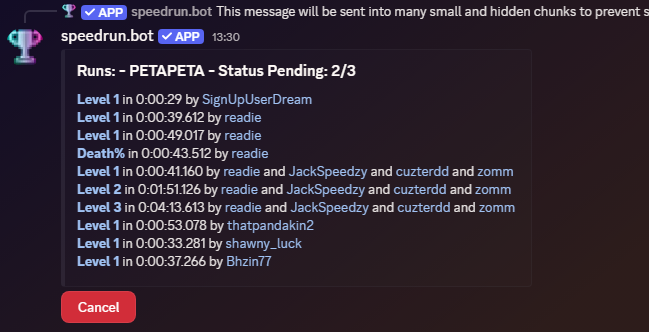 APP speedrun.bot This message will be sent into many small and hidden chunks to prevent s
speedrun.bot APP 13:30
Runs: - PETAPETA - Status Pending: 2/3
Level 1 in 0:00:29 by SignUpUserDream
Level 1 in 0:00:39.612 by readie
Level 1 in 0:00:49.017 by readie
Death% in 0:00:43.512 by readie
Level 1 in 0:00:41.160 by readie and JackSpeedzy and cuzterdd and zomm
Level 2 in 0:01:51.126 by readie and JackSpeedzy and cuzterdd and zomm
Level 3 in 0:04:13.613 by readie and JackSpeedzy and cuzterdd and zomm
Level 1 in 0:00:53.078 by thatpandakin2
Level 1 in 0:00:33.281 by shawny_luck
Level 1 in 0:00:37.266 by Bhzin77
Cancel